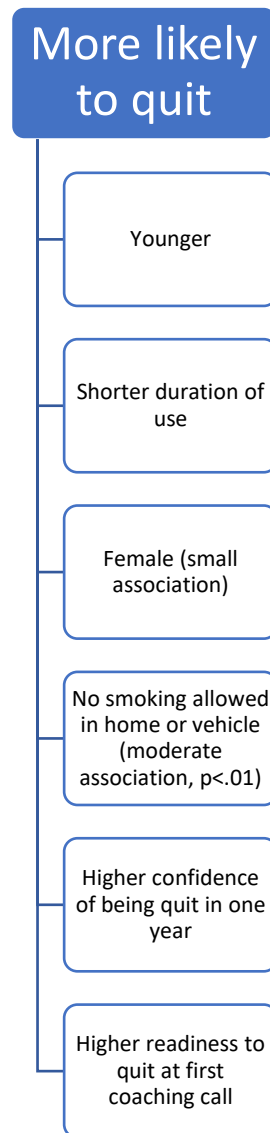 More likely
to quit
Younger
Shorter duration of
use
Female (small
association)
No smoking allowed
in home or vehicle
(moderate
association, p<.01)
Higher confidence
of being quit in one
year
Higher readiness to
quit at first
coaching call